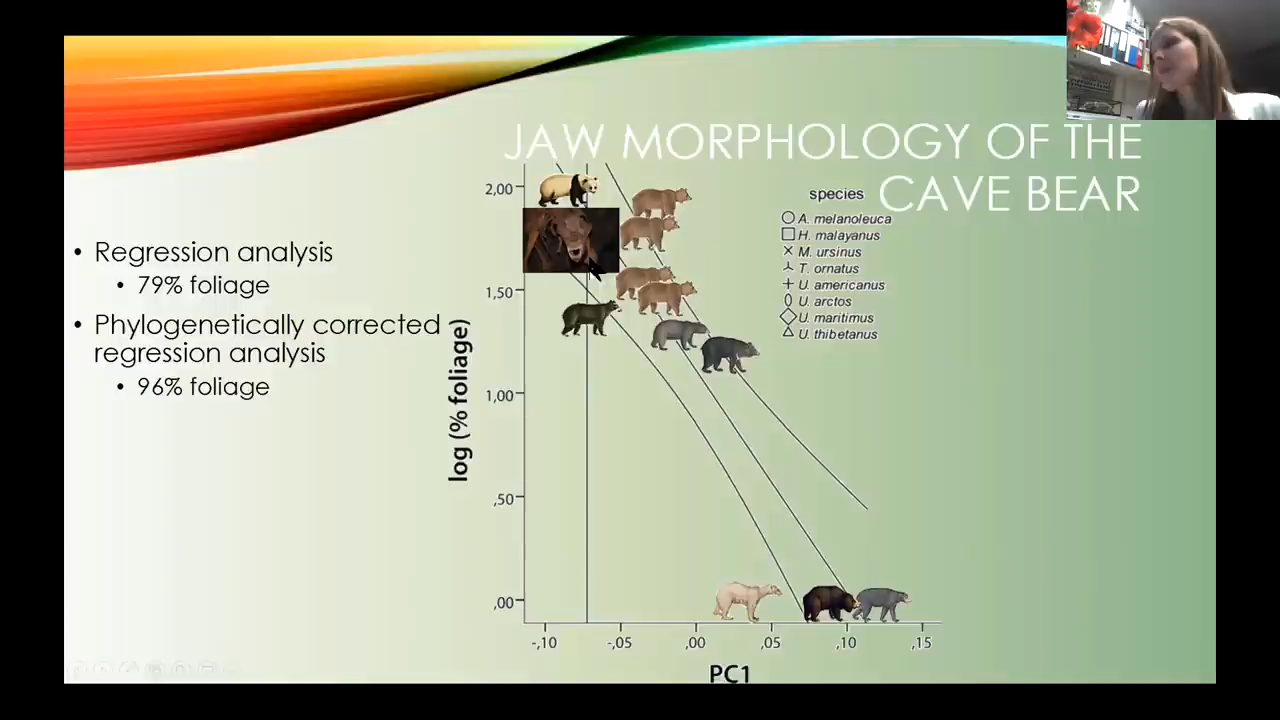 JAW MORPHOLOGY OF THE
CAVE BEAR
• Regression analysis
• 79% foliage
• Phylogenetically corrected
regression analysis
• 96% foliage
log (% foliage)
2,00
1,50
1,00
,50
,00
-,10
-,05
,00
,05
,10
,15
PC1
species
A. melanoleuca
H. malayanus
M. ursinus
T. ornatus
U. americanus
U. arctos
U. maritimus
U. thibetanus